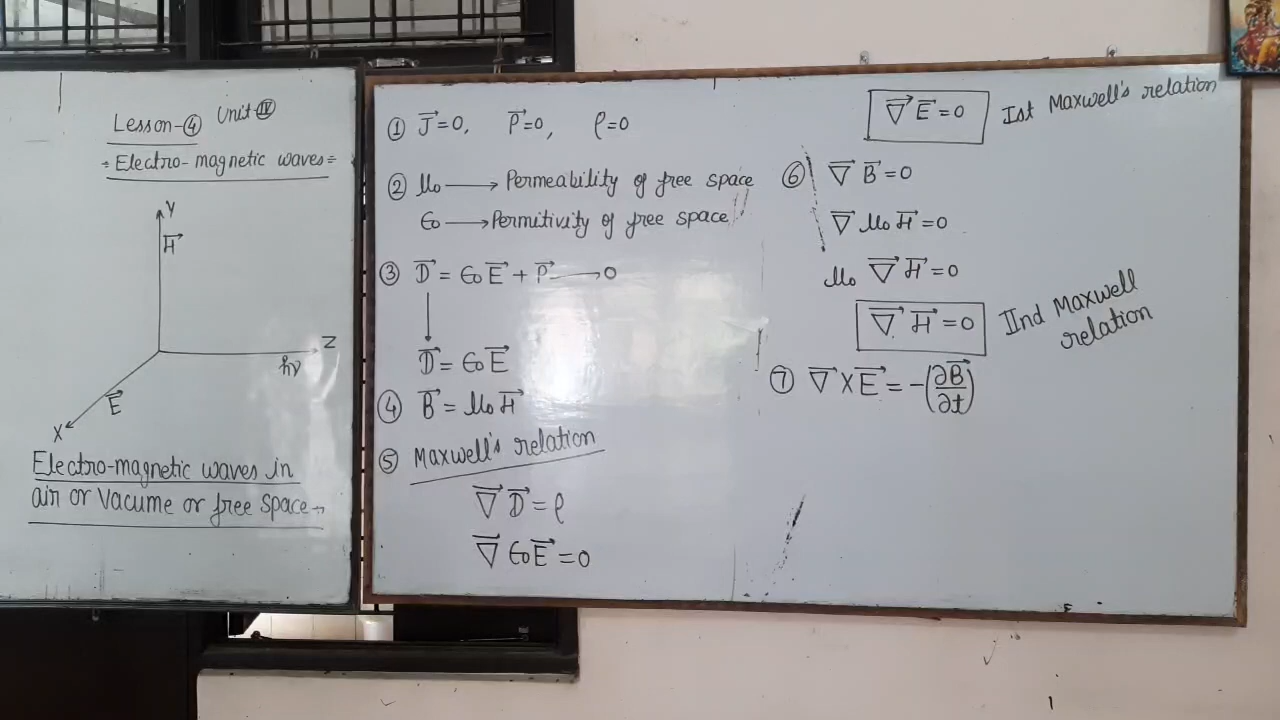 Lesson-④ Unit-Ⅳ
÷ Electro-magnetic waves ÷
Y
H⃗
Z
hν
E⃗
X
Electro-magnetic waves in
air or Vacume or free space
① J⃗=0, P⃗=0, ρ=0
② μ₀ → Permeability of free space
ϵ₀ → Permitivity of free space
③ D⃗ = ϵ₀E⃗ + P⃗ → 0
↓
D⃗ = ϵ₀E⃗
④ B⃗ = μ₀H⃗
⑤ Maxwell's relation
∇⃗ D⃗ = ρ
∇⃗ ϵ₀E⃗ = 0
∇⃗ E⃗ = 0 Ist Maxwell's relation
⑥ ∇⃗ B⃗ = 0
∇⃗ μ₀ H⃗ = 0
μ₀ ∇⃗ H⃗ = 0
∇⃗ H⃗ = 0 IInd Maxwell
relation
⑦ ∇⃗ X E⃗ = -(∂B⃗/∂t)